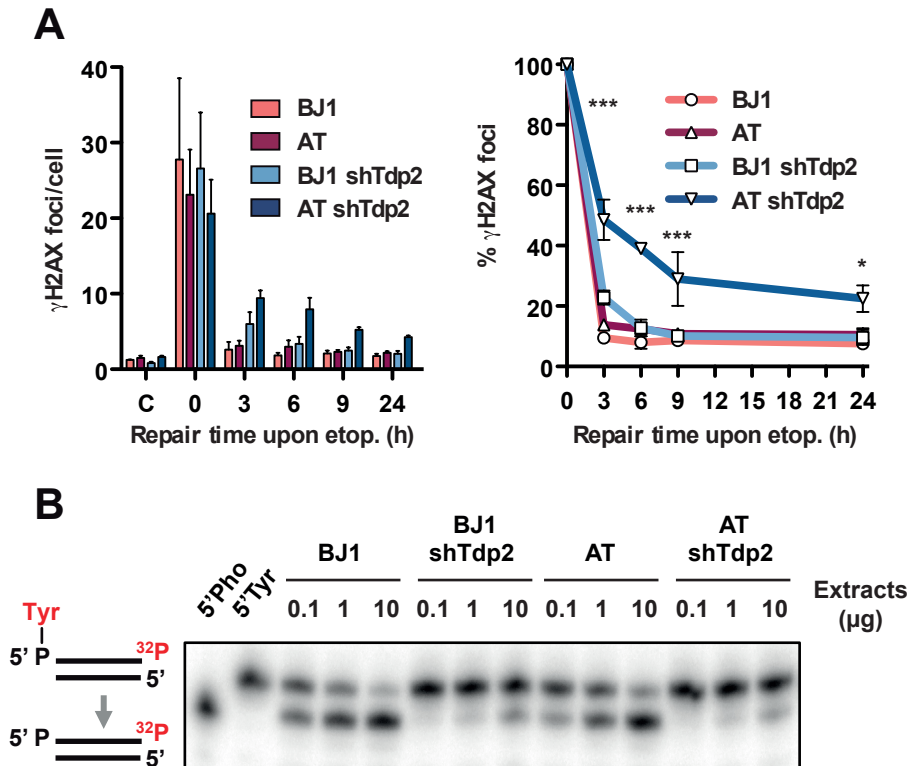 A
γH2AX foci/cell
40
30
20
10
0
BJ1
AT
BJ1 shTdp2
AT shTdp2
C 0 3 6 9 24
Repair time upon etop. (h)
% γH2AX foci
100
80
60
40
20
0
***
***
***
*
BJ1
AT
BJ1 shTdp2
AT shTdp2
0 3 6 9 12 15 18 21 24
Repair time upon etop. (h)
B
5'Pho
5'Tyr
BJ1
BJ1
shTdp2
AT
AT
shTdp2
0.1 1 10 0.1 1 10 0.1 1 10 0.1 1 10
Extracts
(µg)
Tyr
5' P 32P
5'
5' P 32P
5'